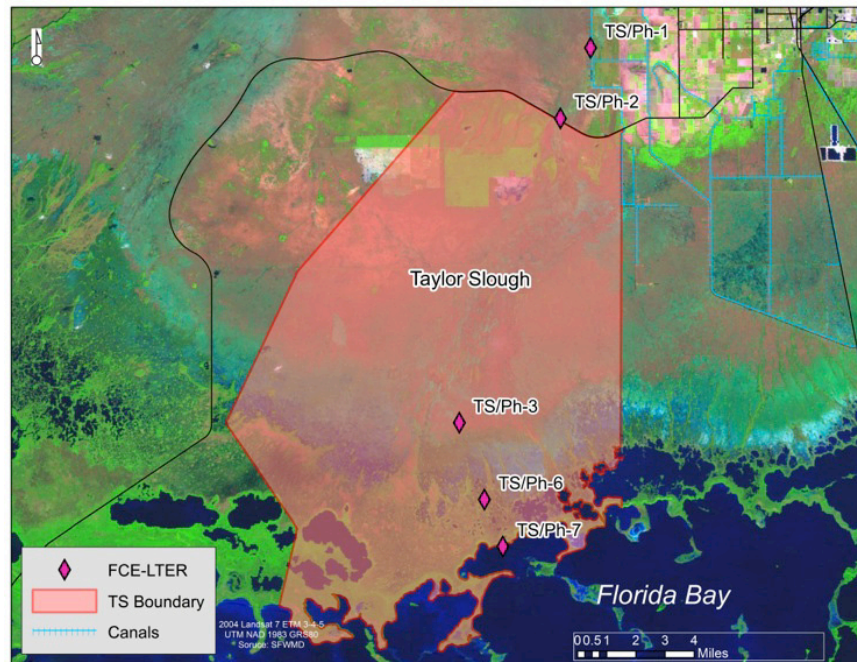 TS/Ph-1
TS/Ph-2
Taylor Slough
TS/Ph-3
TS/Ph-6
TS/Ph-7
FCE-LTER
TS Boundary
Canals
2004 Landsat 7 ETM 3-4-5
UTM NAD 1983 GRS80
Soruce: SFWMD
Florida Bay
0 0.5 1 2 3 4
Miles